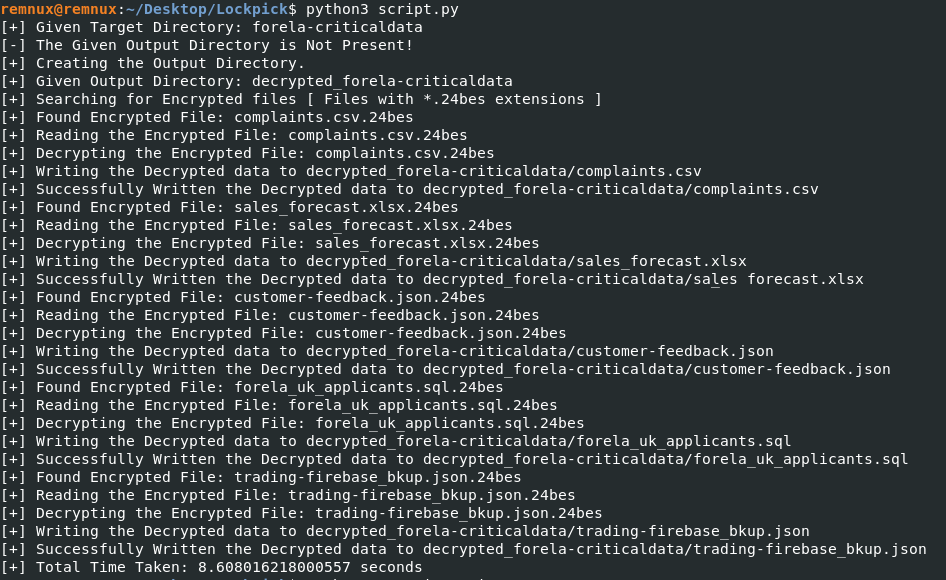 remnux@remnux:~/Desktop/Lockpick$ python3 script.py
[+] Given Target Directory: forela-criticaldata
[-] The Given Output Directory is Not Present!
[+] Creating the Output Directory.
[+] Given Output Directory: decrypted_forela-criticaldata
[+] Searching for Encrypted files [ Files with *.24bes extensions ]
[+] Found Encrypted File: complaints.csv.24bes
[+] Reading the Encrypted File: complaints.csv.24bes
[+] Decrypting the Encrypted File: complaints.csv.24bes
[+] Writing the Decrypted data to decrypted_forela-criticaldata/complaints.csv
[+] Successfully Written the Decrypted data to decrypted_forela-criticaldata/complaints.csv
[+] Found Encrypted File: sales_forecast.xlsx.24bes
[+] Reading the Encrypted File: sales_forecast.xlsx.24bes
[+] Decrypting the Encrypted File: sales_forecast.xlsx.24bes
[+] Writing the Decrypted data to decrypted_forela-criticaldata/sales_forecast.xlsx
[+] Successfully Written the Decrypted data to decrypted_forela-criticaldata/sales_forecast.xlsx
[+] Found Encrypted File: customer-feedback.json.24bes
[+] Reading the Encrypted File: customer-feedback.json.24bes
[+] Decrypting the Encrypted File: customer-feedback.json.24bes
[+] Writing the Decrypted data to decrypted_forela-criticaldata/customer-feedback.json
[+] Successfully Written the Decrypted data to decrypted_forela-criticaldata/customer-feedback.json
[+] Found Encrypted File: forela_uk_applicants.sql.24bes
[+] Reading the Encrypted File: forela_uk_applicants.sql.24bes
[+] Decrypting the Encrypted File: forela_uk_applicants.sql.24bes
[+] Writing the Decrypted data to decrypted_forela-criticaldata/forela_uk_applicants.sql
[+] Successfully Written the Decrypted data to decrypted_forela-criticaldata/forela_uk_applicants.sql
[+] Found Encrypted File: trading-firebase_bkup.json.24bes
[+] Reading the Encrypted File: trading-firebase_bkup.json.24bes
[+] Decrypting the Encrypted File: trading-firebase_bkup.json.24bes
[+] Writing the Decrypted data to decrypted_forela-criticaldata/trading-firebase_bkup.json
[+] Successfully Written the Decrypted data to decrypted_forela-criticaldata/trading-firebase_bkup.json
[+] Total Time Taken: 8.608016218000557 seconds